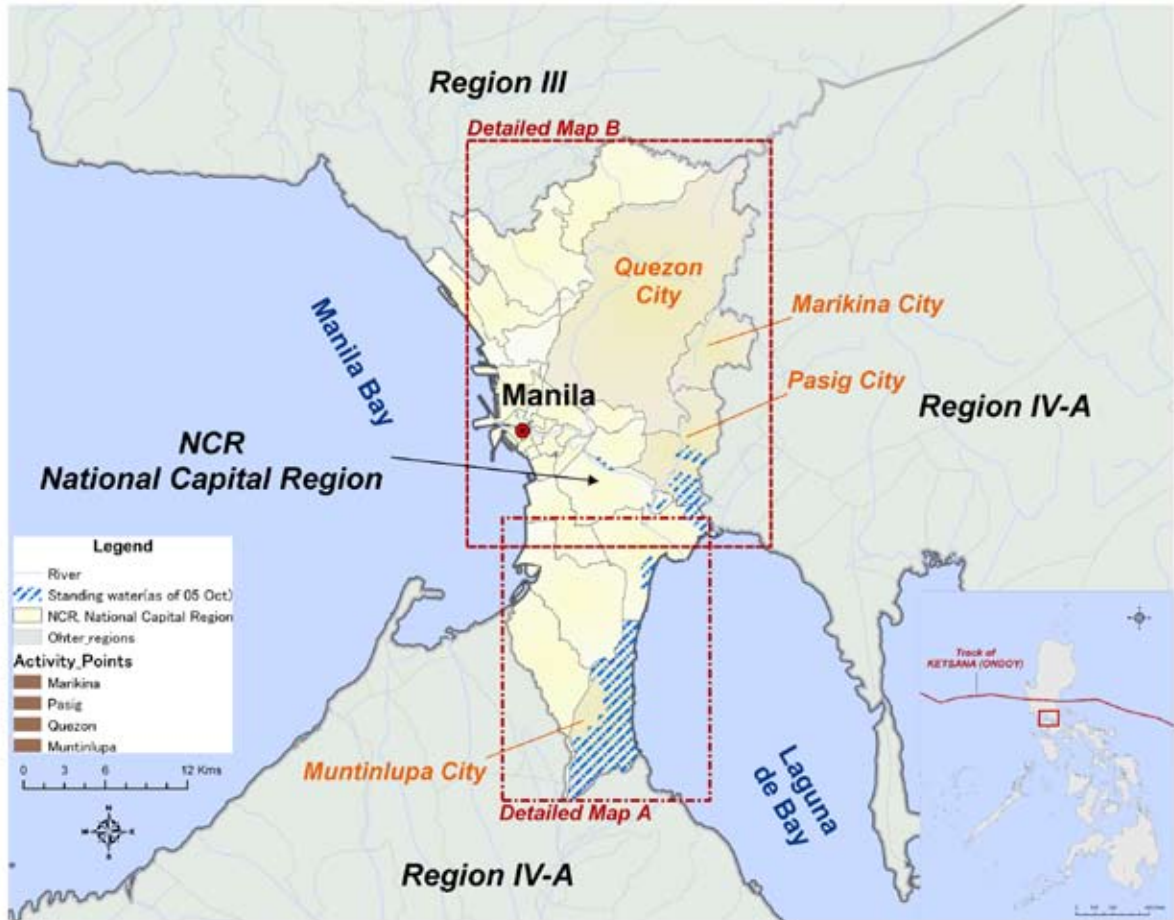 Region III
Detailed Map B
Quezon
City
Marikina City
Pasig City
Manila Bay
Manila
Region IV-A
NCR
National Capital Region
Legend
River
Standing water(as of 05 Oct)
NCR, National Capital Region
Ohter_regions
Activity_Points
Marikina
Pasig
Quezon
Muntinlupa
0 3 6 12 Kms
N
Muntinlupa City
Detailed Map A
Laguna
de Bay
Region IV-A
Track of
KETSANA (ONDOY)